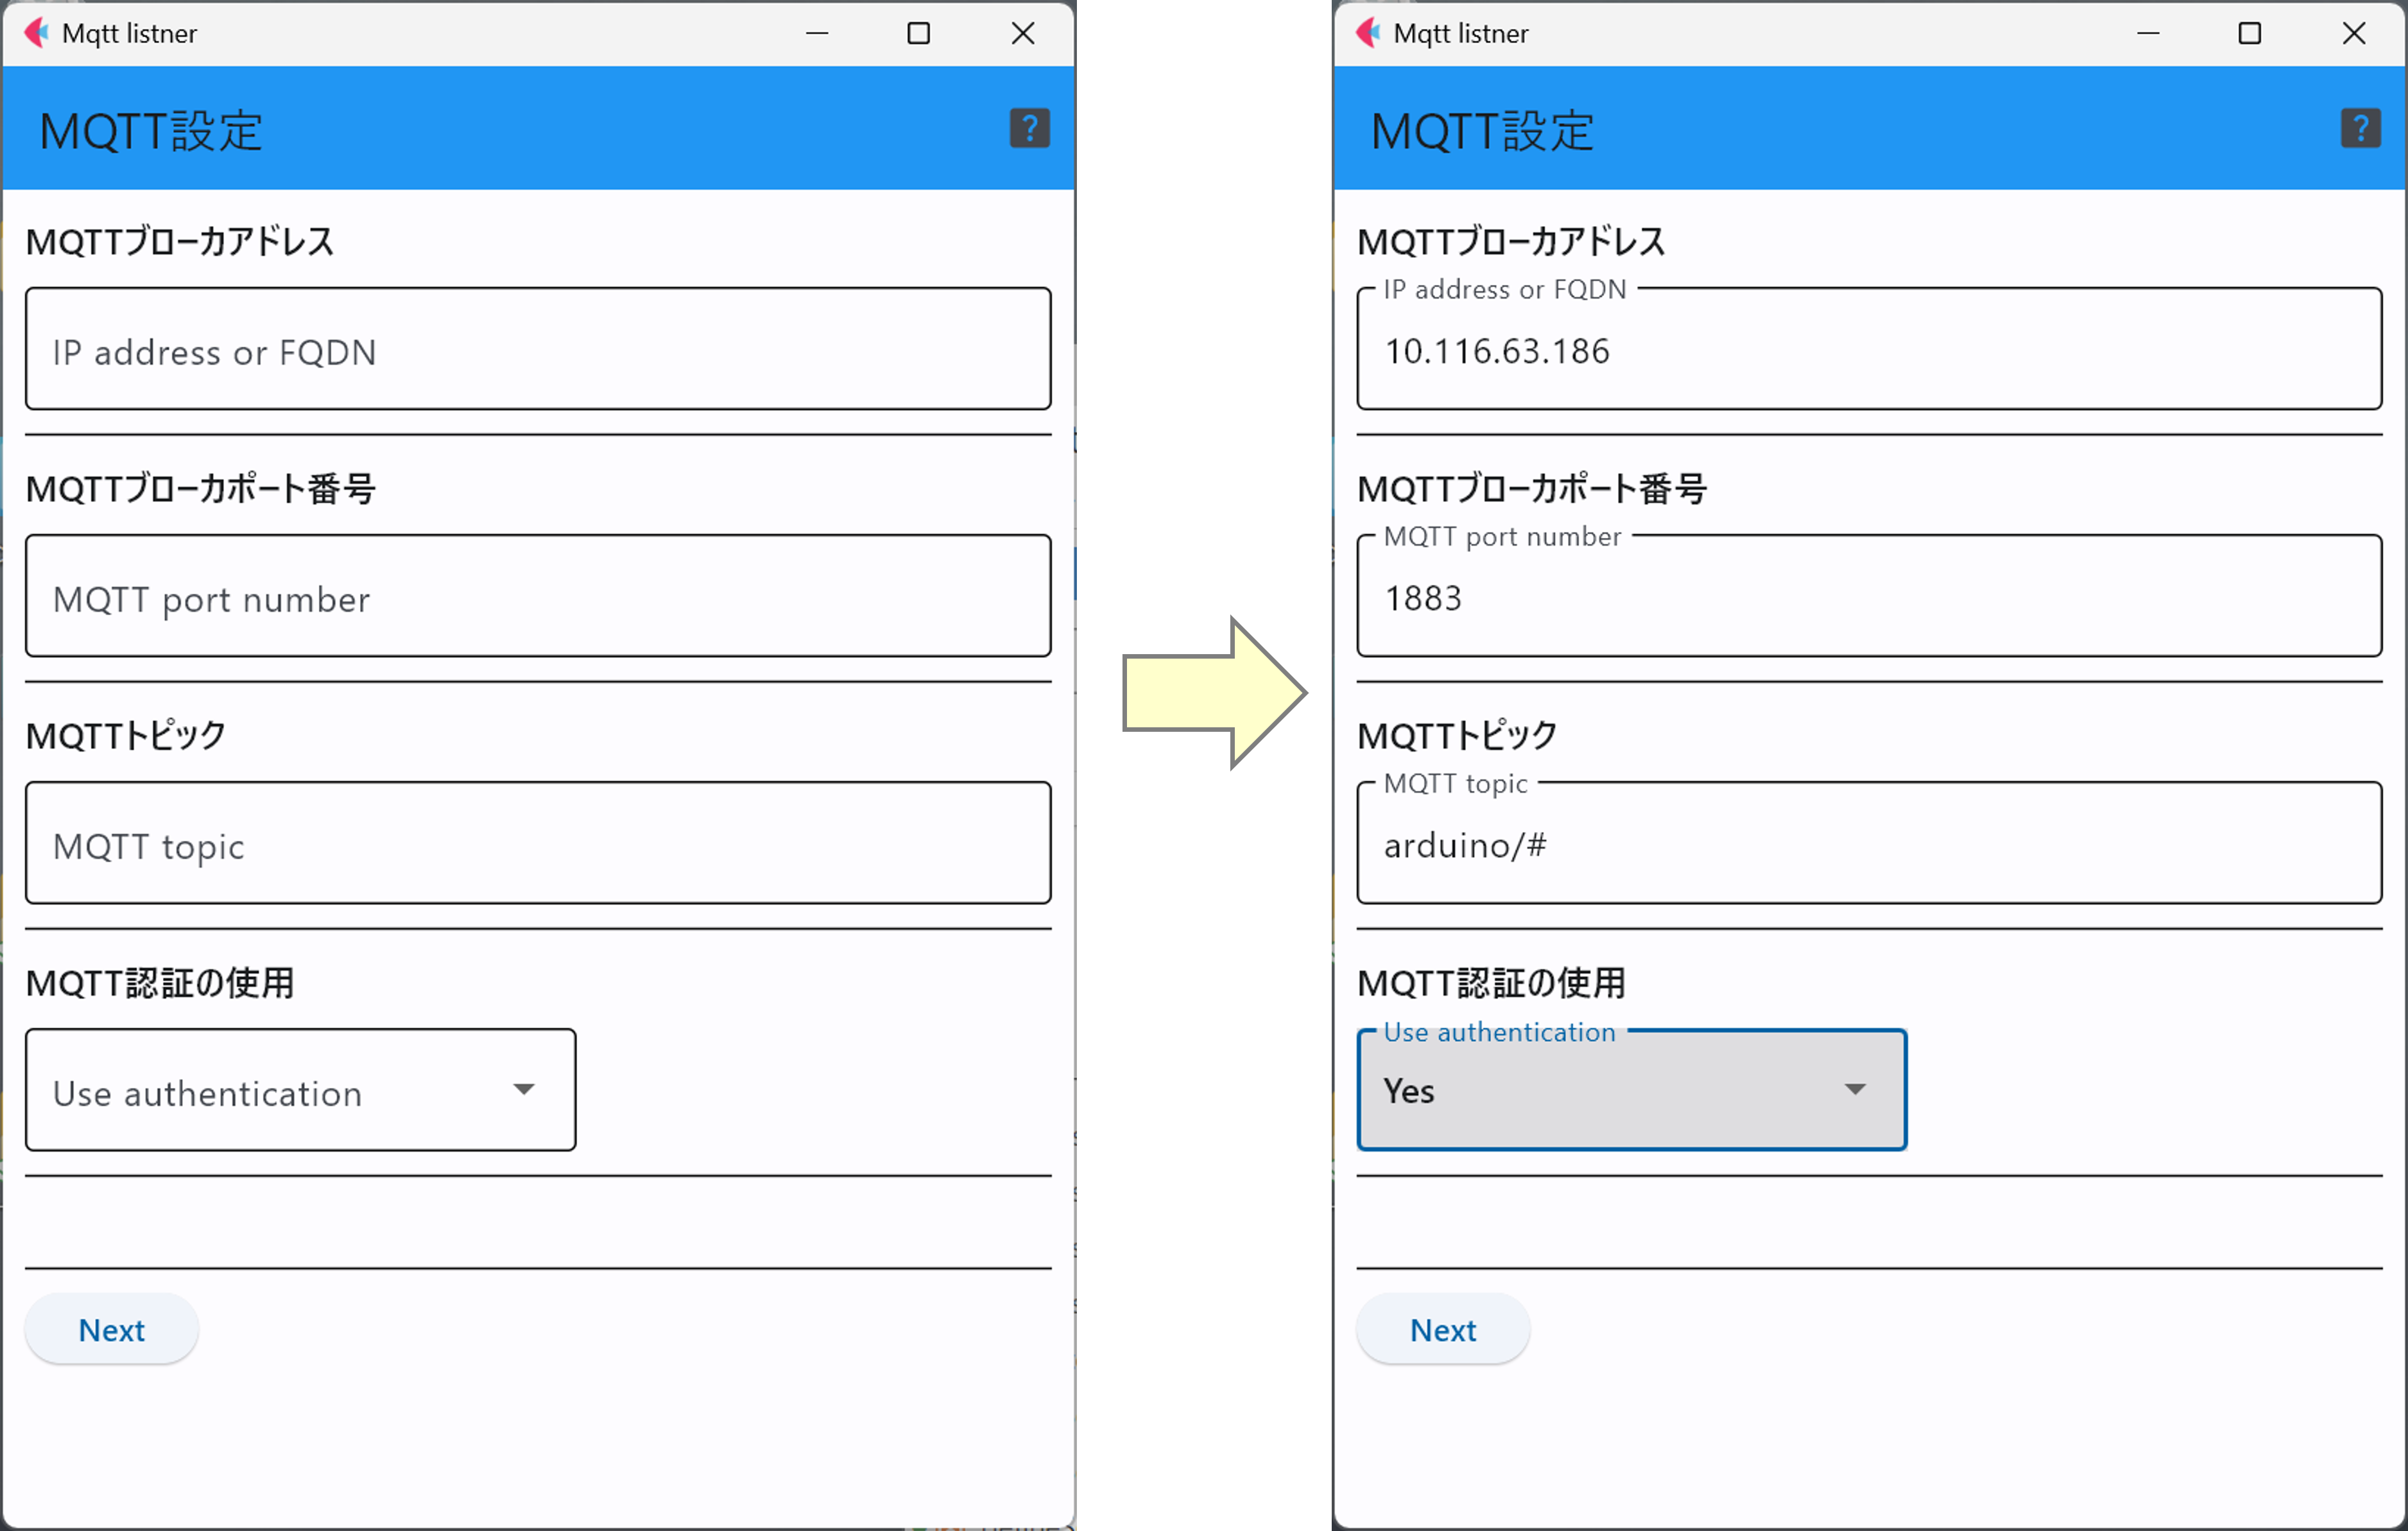 Mqtt listner
MQTT設定
?
MQTTブローカアドレス
IP address or FQDN
MQTTブローカポート番号
MQTT port number
MQTTトピック
MQTT topic
MQTT認証の使用
Use authentication
Next
Mqtt listner
MQTT設定
?
MQTTブローカアドレス
IP address or FQDN
10.116.63.186
MQTTブローカポート番号
MQTT port number
1883
MQTTトピック
MQTT topic
arduino/#
MQTT認証の使用
Use authentication
Yes
Next